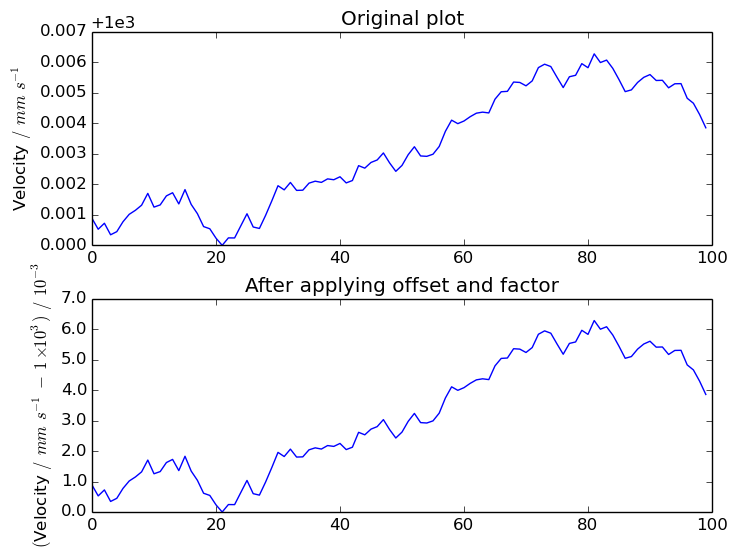 Original plot
+1e3
0.007
0.006
0.005
0.004
0.003
0.002
0.001
0.000
Velocity / mm s⁻¹
0 20 40 60 80 100
After applying offset and factor
7.0
6.0
5.0
4.0
3.0
2.0
1.0
0.0
(Velocity / mm s⁻¹ − 1×10³) / 10⁻³
0 20 40 60 80 100